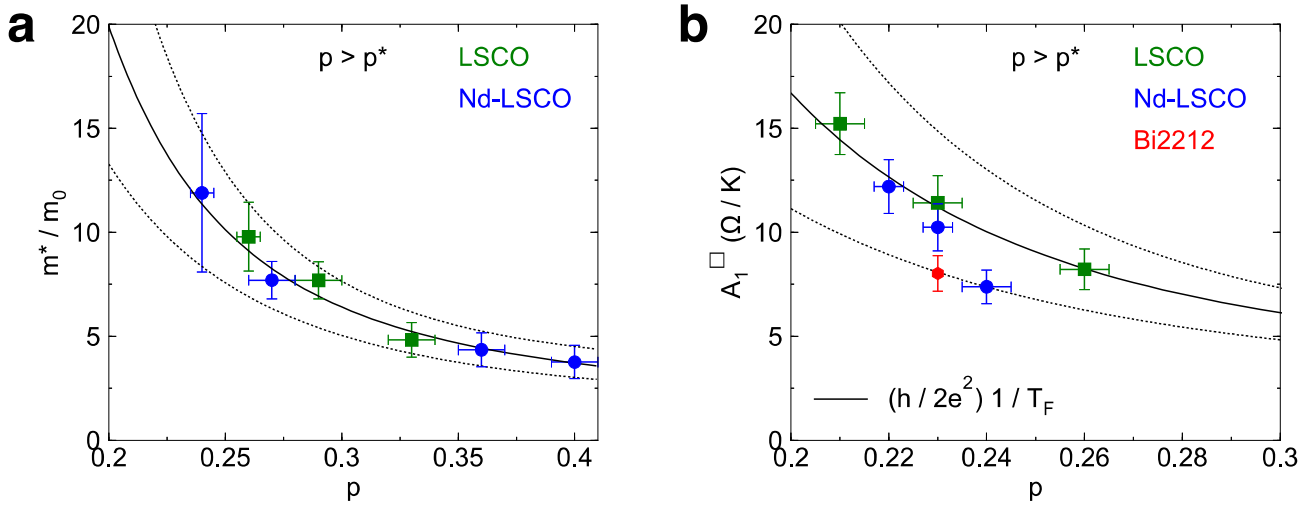 a
20
15
10
5
0
m* / m0
p > p*
LSCO
Nd-LSCO
0.2
0.25
0.3
0.35
0.4
p
b
20
15
10
5
0
A1□ (Ω / K)
p > p*
LSCO
Nd-LSCO
Bi2212
(h / 2e²) 1 / TF
0.2
0.22
0.24
0.26
0.28
0.3
p